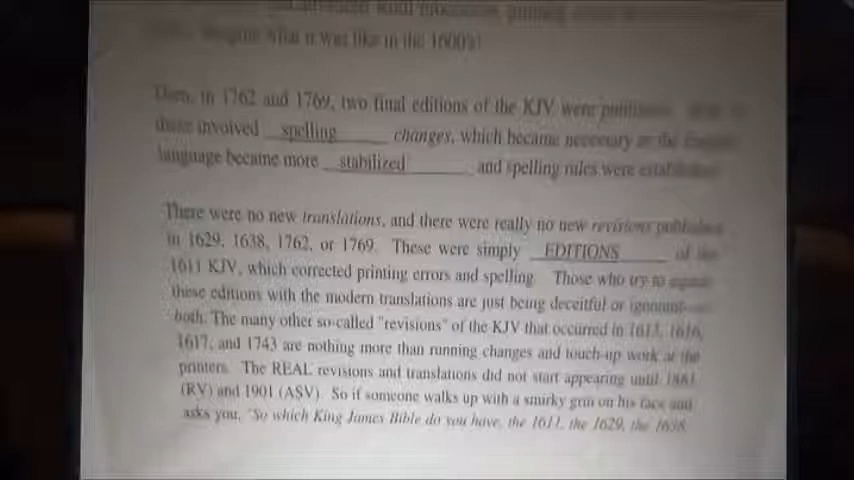 imagine what it was like in the 1600's!
Then, in 1762 and 1769, two final editions of the KJV were
these involved spelling changes, which became necessary as the
language became more stabilized and spelling rules were
There were no new translations, and there were really no new revisions published
in 1629, 1638, 1762, or 1769. These were simply EDITIONS of the
1611 KJV, which corrected printing errors and spelling. Those who try to equate
these editions with the modern translations are just being deceitful or ignorant—or
both. The many other so-called "revisions" of the KJV that occurred in 1613, 1616,
1617, and 1743 are nothing more than running changes and touch-up work at the
printers. The REAL revisions and translations did not start appearing until 1881
(RV) and 1901 (ASV). So if someone walks up with a smirky grin on his face and
asks you, "So which King James Bible do you have, the 1611, the 1629, the 1638,